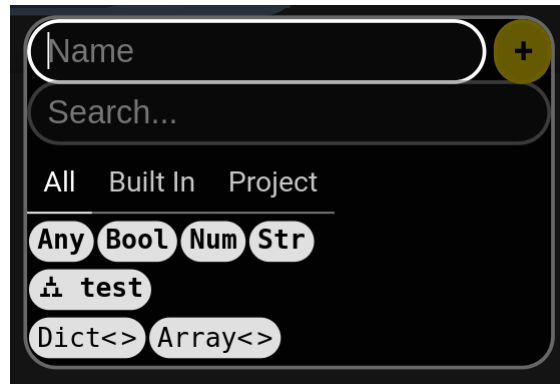 Name +
Search...
All Built In Project
Any Bool Num Str
test
Dict<> Array<>